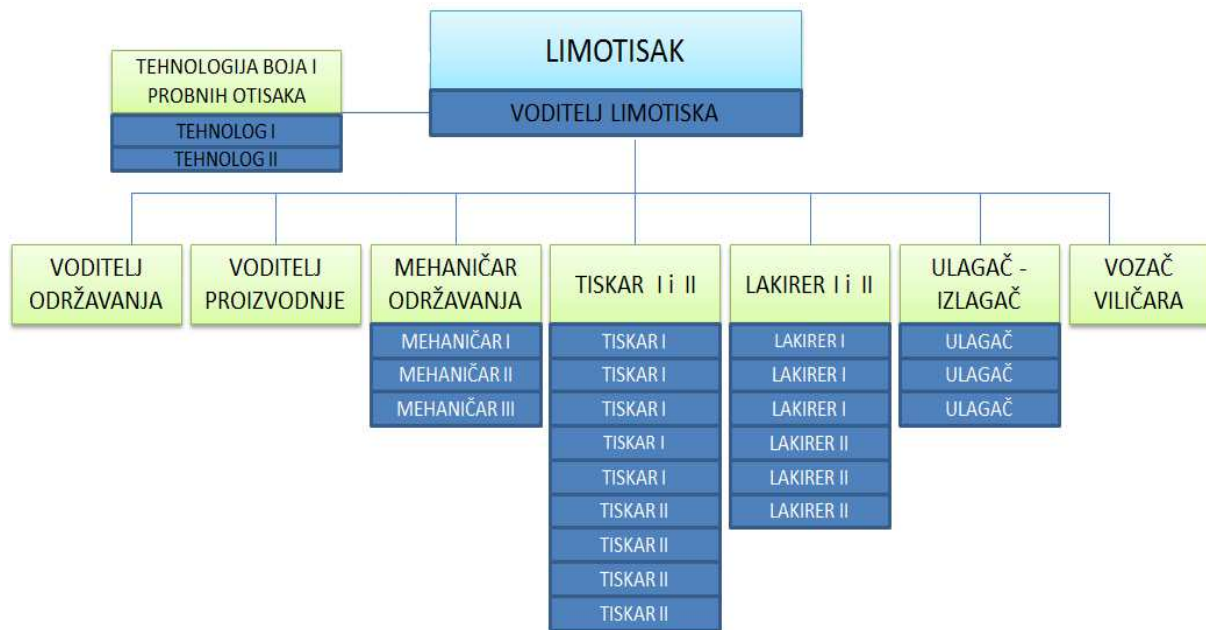 LIMOTISAK
VODITELJ LIMOTISKA
TEHNOLOGIJA BOJA I
PROBNIH OTISAKA
TEHNOLOG I
TEHNOLOG II
VODITELJ
ODRŽAVANJA
VODITELJ
PROIZVODNJE
MEHANIČAR
ODRŽAVANJA
MEHANIČAR I
MEHANIČAR II
MEHANIČAR III
TISKAR I i II
TISKAR I
TISKAR I
TISKAR I
TISKAR I
TISKAR I
TISKAR II
TISKAR II
TISKAR II
TISKAR II
LAKIRER I i II
LAKIRER I
LAKIRER I
LAKIRER I
LAKIRER II
LAKIRER II
LAKIRER II
ULAGAČ -
IZLAGAČ
ULAGAČ
ULAGAČ
ULAGAČ
VOZAČ
VILIČARA